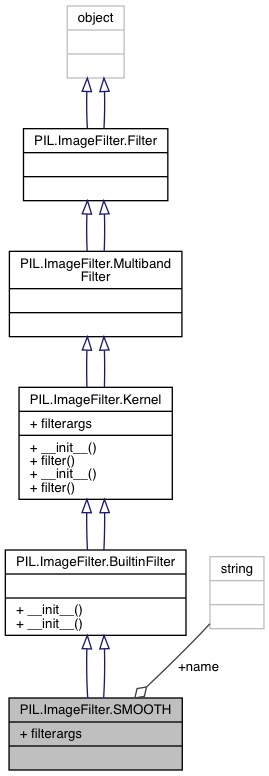 object
PIL.ImageFilter.Filter
PIL.ImageFilter.Multiband
Filter
PIL.ImageFilter.Kernel
+ filterargs
+ __init__()
+ filter()
+ __init__()
+ filter()
PIL.ImageFilter.BuiltinFilter
+ __init__()
+ __init__()
string
+name
PIL.ImageFilter.SMOOTH
+ filterargs